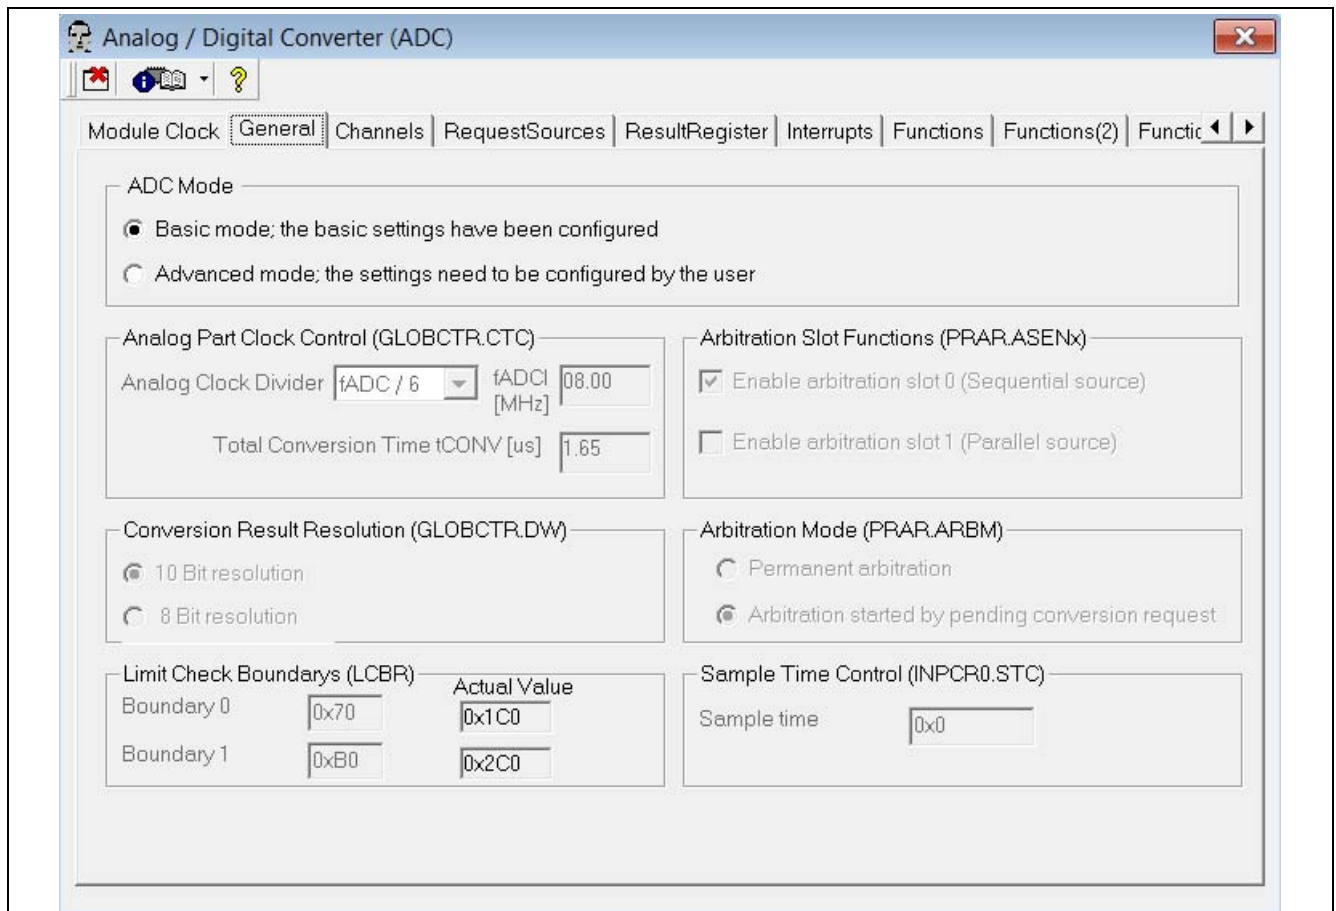 Analog / Digital Converter (ADC)
Module Clock General Channels RequestSources ResultRegister Interrupts Functions Functions(2) Functic
ADC Mode
Basic mode; the basic settings have been configured
Advanced mode; the settings need to be configured by the user
Analog Part Clock Control (GLOBCTR.CTC)
Analog Clock Divider fADC / 6 fADCI [MHz] 08.00
Total Conversion Time tCONV [us] 1.65
Arbitration Slot Functions (PRAR.ASENx)
Enable arbitration slot 0 (Sequential source)
Enable arbitration slot 1 (Parallel source)
Conversion Result Resolution (GLOBCTR.DW)
10 Bit resolution
8 Bit resolution
Arbitration Mode (PRAR.ARBM)
Permanent arbitration
Arbitration started by pending conversion request
Limit Check Boundarys (LCBR)
Actual Value
Boundary 0 0x70 0x1C0
Boundary 1 0xB0 0x2C0
Sample Time Control (INPCR0.STC)
Sample time 0x0